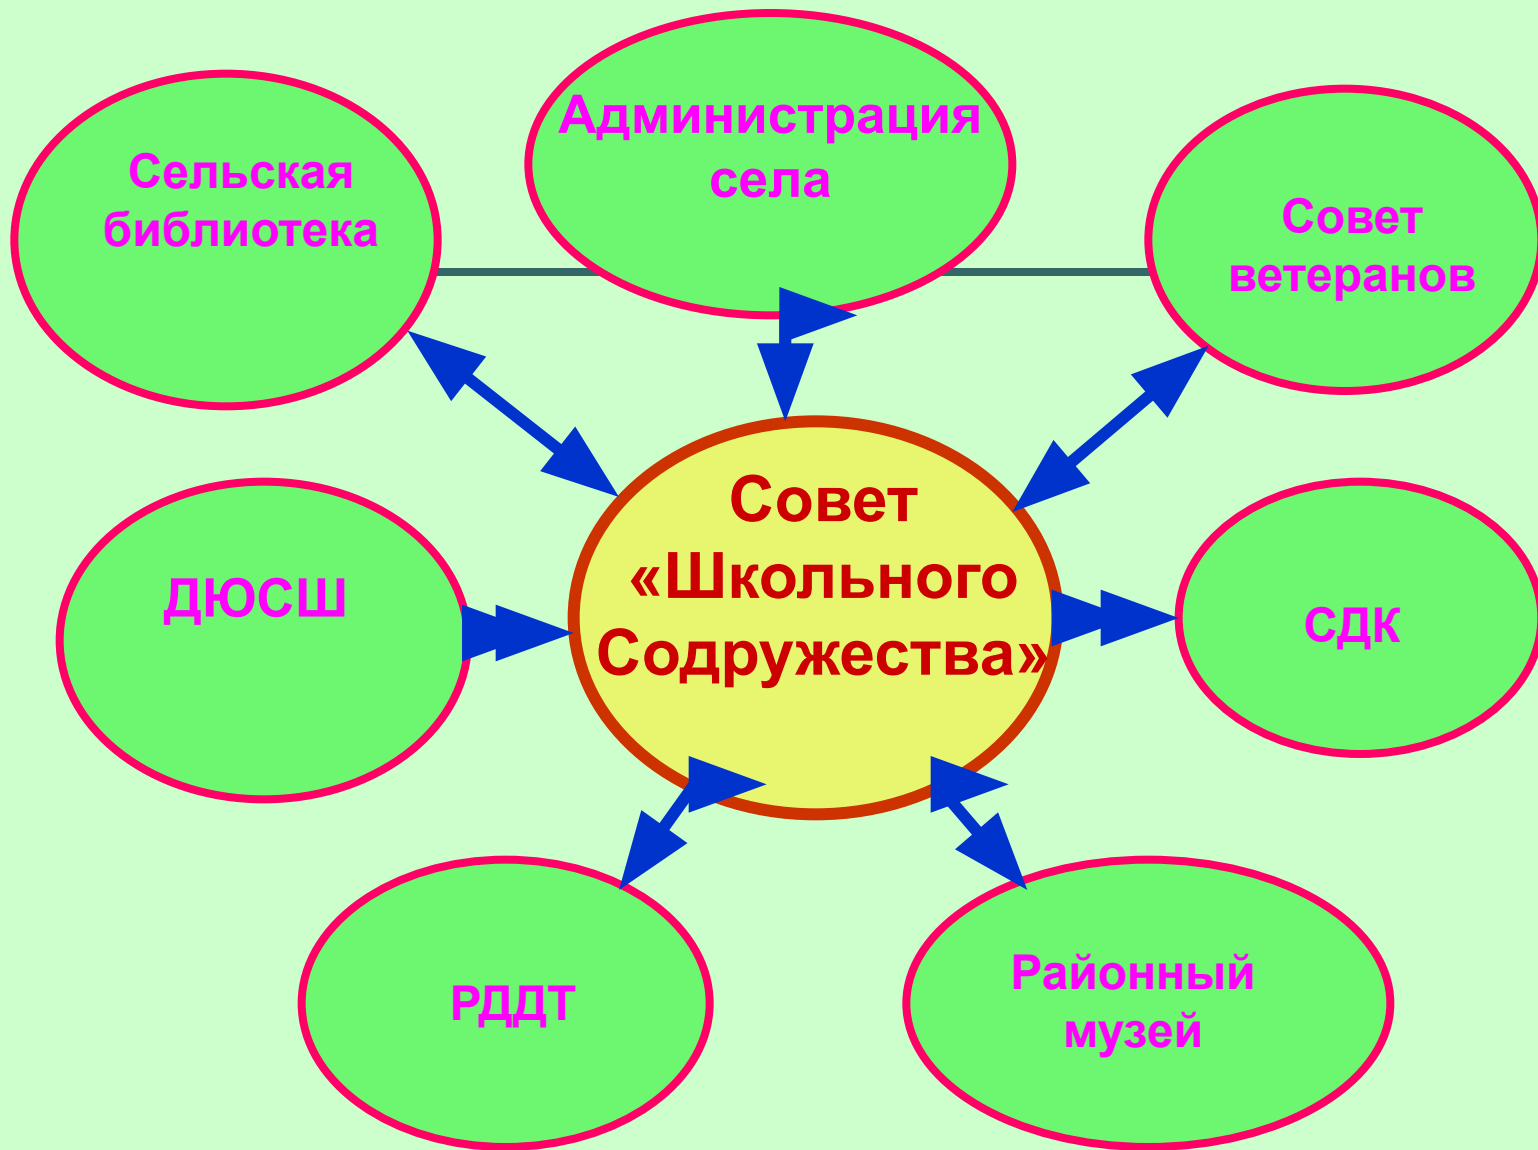 Администрация
села
Сельская
библиотека
Совет
ветеранов
Совет
«Школьного
Содружества»
ДЮСШ
СДК
РДДТ
Районный
музей